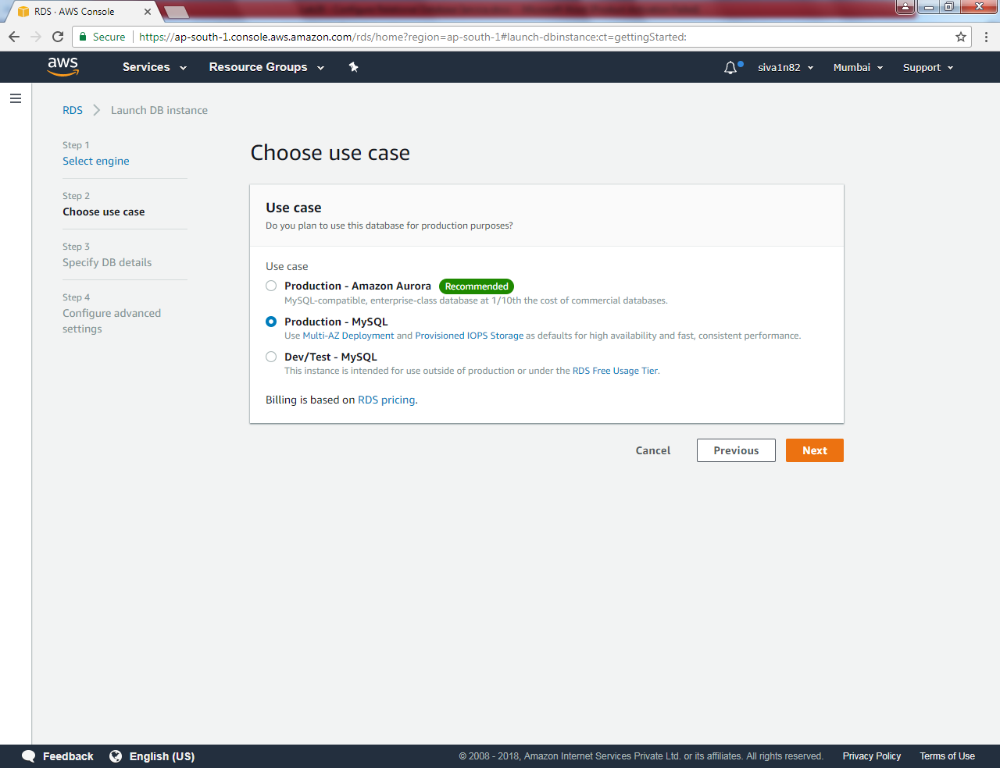 RDS · AWS Console
Secure
https://ap-south-1.console.aws.amazon.com/rds/home?region=ap-south-1#launch-dbinstance:ct=gettingStarted:
aws
Services
Resource Groups
siva1n82
Mumbai
Support
RDS
Launch DB instance
Step 1
Select engine
Step 2
Choose use case
Step 3
Specify DB details
Step 4
Configure advanced
settings
Choose use case
Use case
Do you plan to use this database for production purposes?
Use case
Production - Amazon Aurora Recommended
MySQL-compatible, enterprise-class database at 1/10th the cost of commercial databases.
Production - MySQL
Use Multi-AZ Deployment and Provisioned IOPS Storage as defaults for high availability and fast, consistent performance.
Dev/Test - MySQL
This instance is intended for use outside of production or under the RDS Free Usage Tier.
Billing is based on RDS pricing.
Cancel
Previous
Next
Feedback
English (US)
© 2008 - 2018, Amazon Internet Services Private Ltd. or its affiliates. All rights reserved.
Privacy Policy
Terms of Use